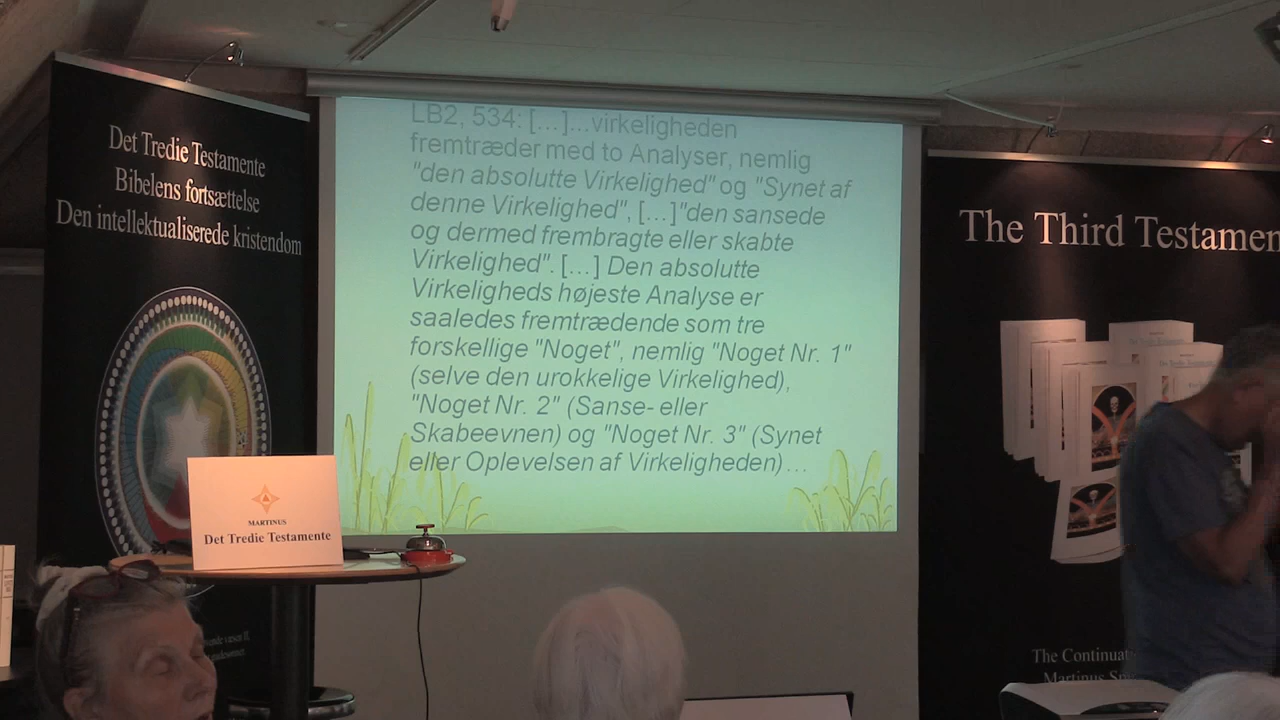 Det Tredie Testamente
Bibelens fortsættelse
Den intellektualiserede kristendom
LB2, 534: [...]...virkeligheden
fremtræder med to Analyser, nemlig
"den absolutte Virkelighed" og "Synet af
denne Virkelighed", [...]"den sansede
og dermed frembragte eller skabte
Virkelighed". [...] Den absolutte
Virkeligheds højeste Analyse er
saaledes fremtrædende som tre
forskellige "Noget", nemlig "Noget Nr. 1"
(selve den urokkelige Virkelighed),
"Noget Nr. 2" (Sanse- eller
Skabeevnen) og "Noget Nr. 3" (Synet
eller Oplevelsen af Virkeligheden)...
MARTINUS
Det Tredie Testamente
The Third Testamen
The Continuat
Martinus